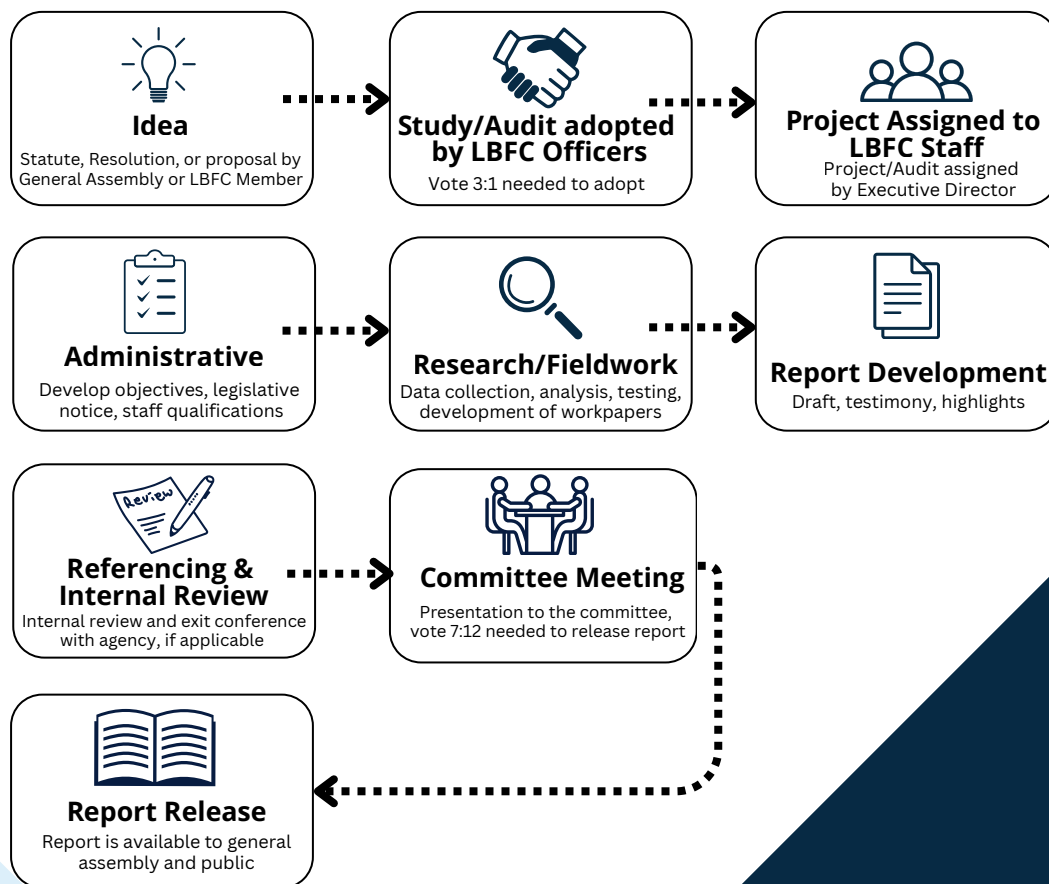 Idea
Statute, Resolution, or proposal by
General Assembly or LBFC Member
Study/Audit adopted
by LBFC Officers
Vote 3:1 needed to adopt
Project Assigned to
LBFC Staff
Project/Audit assigned
by Executive Director
Administrative
Develop objectives, legislative
notice, staff qualifications
Research/Fieldwork
Data collection, analysis, testing,
development of workpapers
Report Development
Draft, testimony, highlights
Review
Referencing &
Internal Review
Internal review and exit conference
with agency, if applicable
Committee Meeting
Presentation to the committee,
vote 7:12 needed to release report
Report Release
Report is available to general
assembly and public